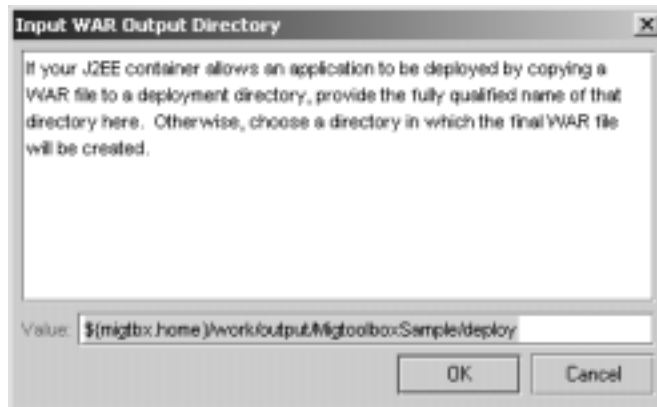 Input WAR Output Directory
If your J2EE container allows an application to be deployed by copying a
WAR file to a deployment directory, provide the fully qualified name of that
directory here. Otherwise, choose a directory in which the final WAR file
will be created.
Value: $(migtbx.home)/work/output/MigtoolboxSample/deploy
OK Cancel